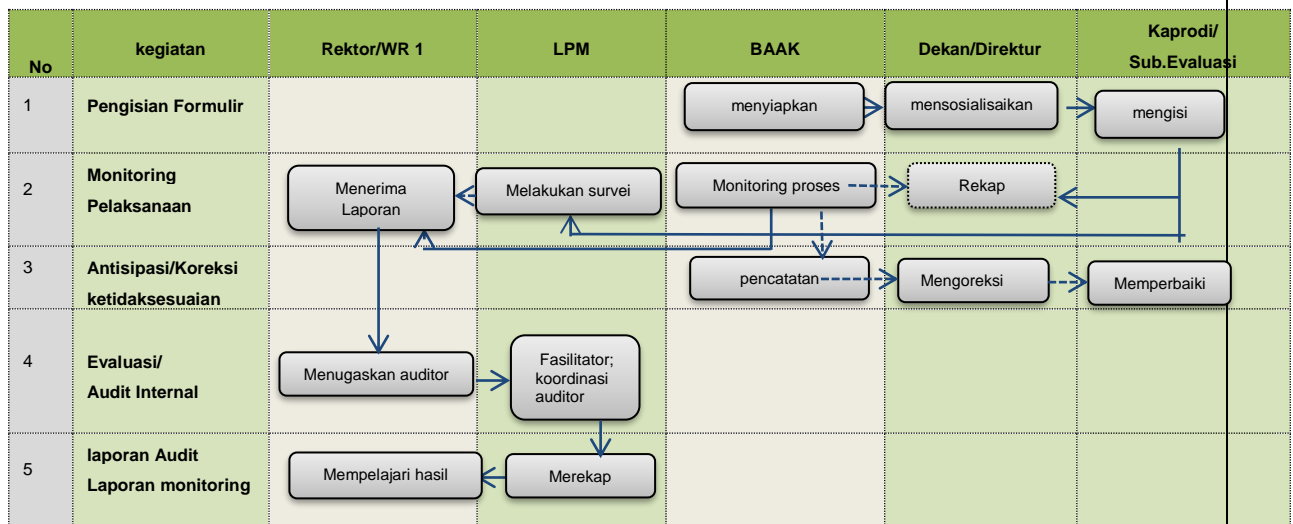 No
kegiatan
Rektor/WR 1
LPM
BAAK
Dekan/Direktur
Kaprodi/
Sub.Evaluasi
1
Pengisian Formulir
menyiapkan
mensosialisaikan
mengisi
2
Monitoring
Pelaksanaan
Menerima
Laporan
Melakukan survei
Monitoring proses
Rekap
3
Antisipasi/Koreksi
ketidaksesuaian
pencatatan
Mengoreksi
Memperbaiki
4
Evaluasi/
Audit Internal
Menugaskan auditor
Fasilitator;
koordinasi
auditor
5
laporan Audit
Laporan monitoring
Mempelajari hasil
Merekap